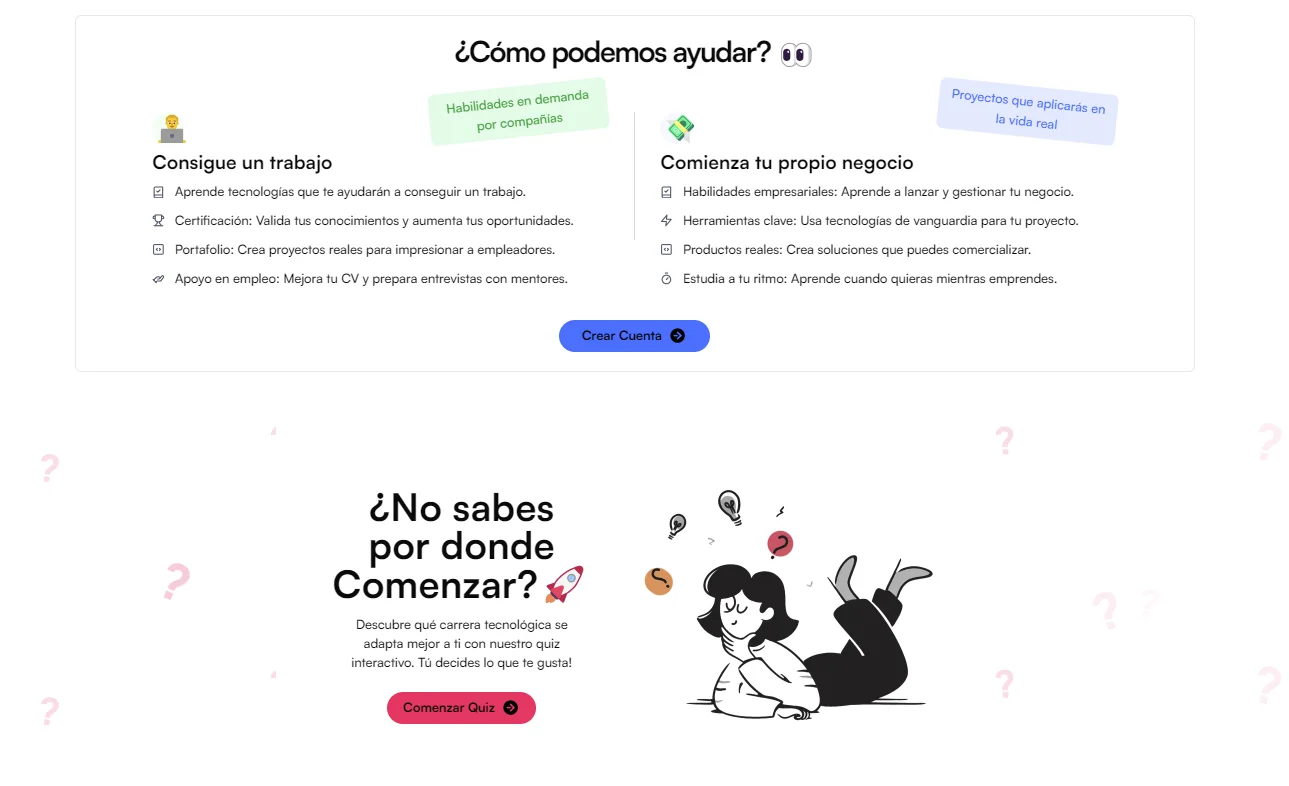 ¿Cómo podemos ayudar? 👀
Habilidades en demanda
por compañías
Consigue un trabajo
Aprende tecnologías que te ayudarán a conseguir un trabajo.
Certificación: Valida tus conocimientos y aumenta tus oportunidades.
Portafolio: Crea proyectos reales para impresionar a empleadores.
Apoyo en empleo: Mejora tu CV y prepara entrevistas con mentores.
Proyectos que aplicarás en
la vida real
Comienza tu propio negocio
Habilidades empresariales: Aprende a lanzar y gestionar tu negocio.
Herramientas clave: Usa tecnologías de vanguardia para tu proyecto.
Productos reales: Crea soluciones que puedes comercializar.
Estudia a tu ritmo: Aprende cuando quieras mientras emprendes.
Crear Cuenta
¿No sabes
por donde
Comenzar? 🚀
Descubre qué carrera tecnológica se
adapta mejor a ti con nuestro quiz
interactivo. Tú decides lo que te gusta!
Comenzar Quiz